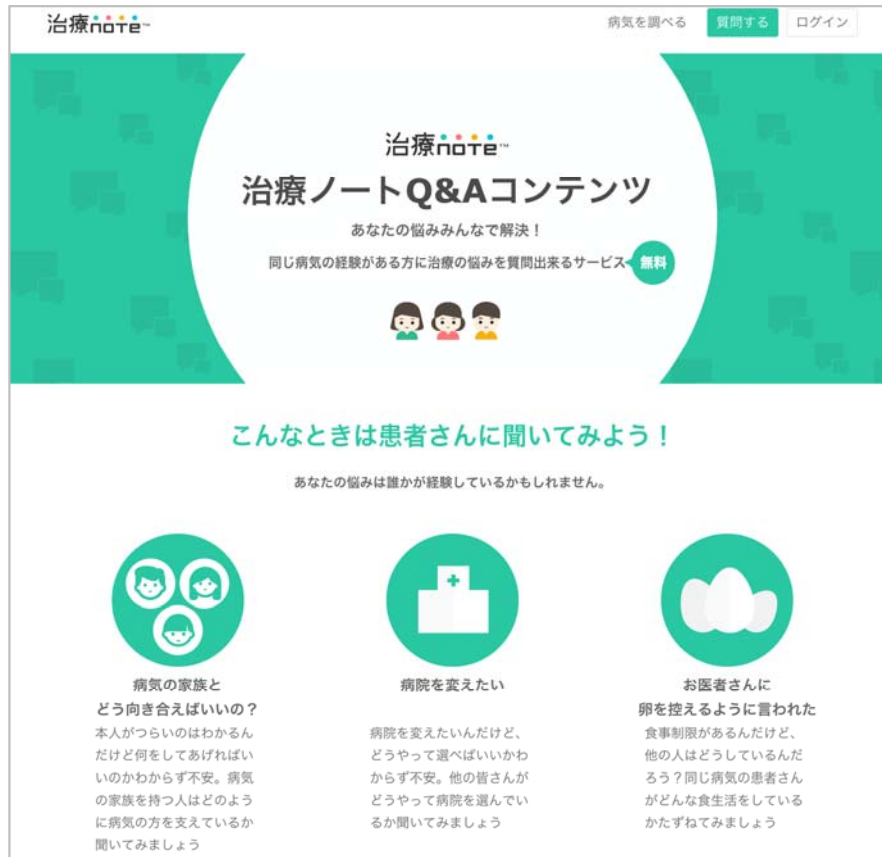 治療note™
病気を調べる
質問する
ログイン
治療note™
治療ノートQ&Aコンテンツ
あなたの悩みみんなで解決！
同じ病気の経験がある方に治療の悩みを質問出来るサービス 無料
こんなときは患者さんに聞いてみよう！
あなたの悩みは誰かが経験しているかもしれません。
病気の家族と
どう向き合えばいいの？
本人がつらいのはわかるん
だけど何をしてあげればい
いのかわからず不安。病気
の家族を持つ人はどのよう
に病気の方を支えているか
聞いてみましょう
病院を変えたい
病院を変えたいんだけど、
どうやって選べばいいかわ
からず不安。他の皆さんが
どうやって病院を選んでい
るか聞いてみましょう
お医者さんに
卵を控えるように言われた
食事制限があるんだけど、
他の人はどうしているんだ
ろう？同じ病気の患者さん
がどんな食生活をしている
かたずねてみましょう